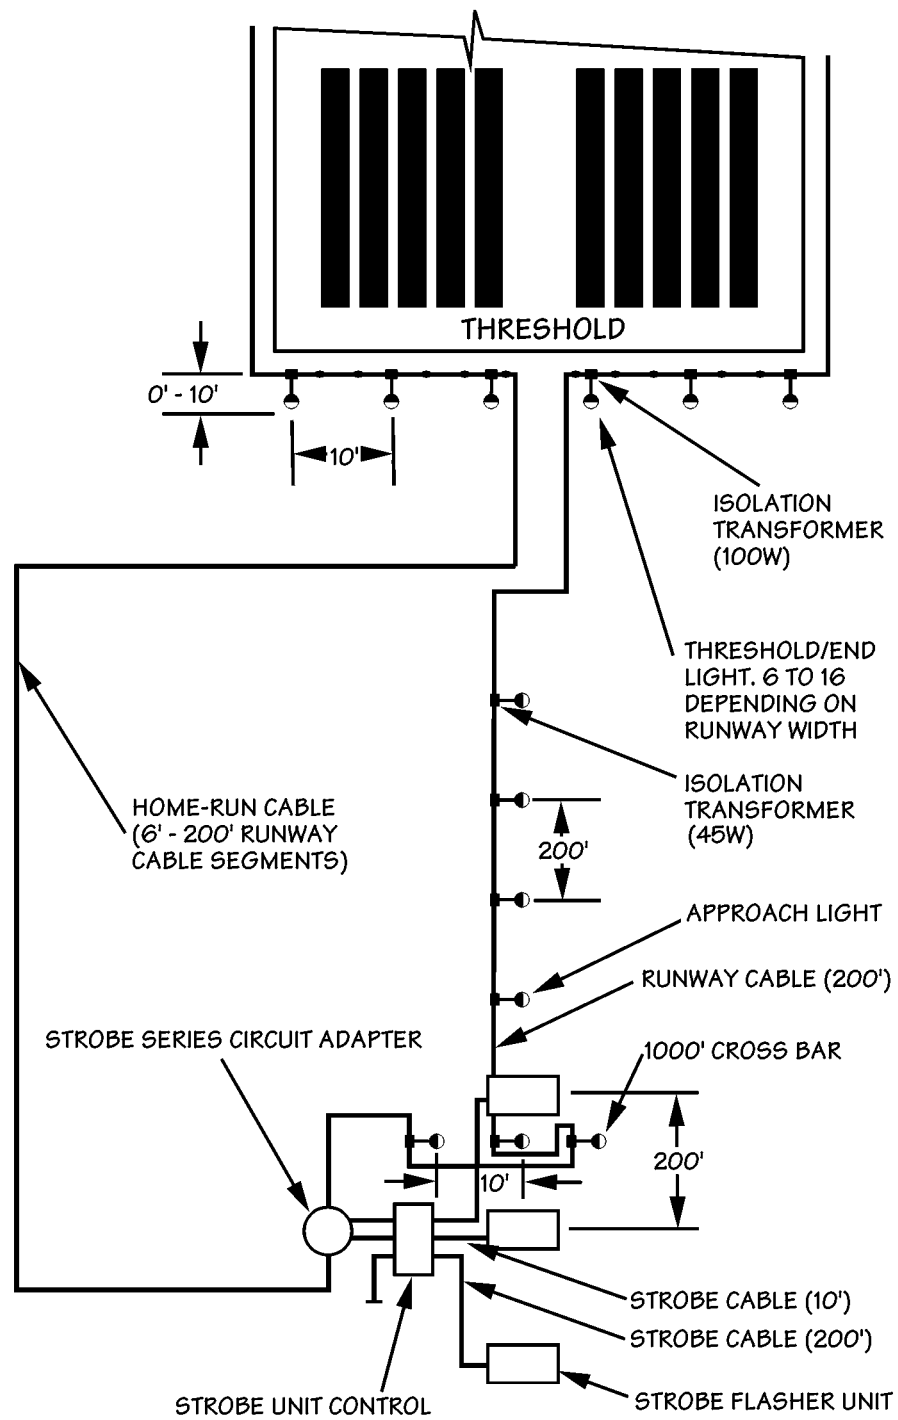 THRESHOLD
0' - 10'
10'
ISOLATION
TRANSFORMER
(100W)
THRESHOLD/END
LIGHT. 6 TO 16
DEPENDING ON
RUNWAY WIDTH
ISOLATION
TRANSFORMER
(45W)
HOME-RUN CABLE
(6' - 200' RUNWAY
CABLE SEGMENTS)
200'
APPROACH LIGHT
RUNWAY CABLE (200')
STROBE SERIES CIRCUIT ADAPTER
1000' CROSS BAR
200'
10'
STROBE CABLE (10')
STROBE CABLE (200')
STROBE UNIT CONTROL
STROBE FLASHER UNIT